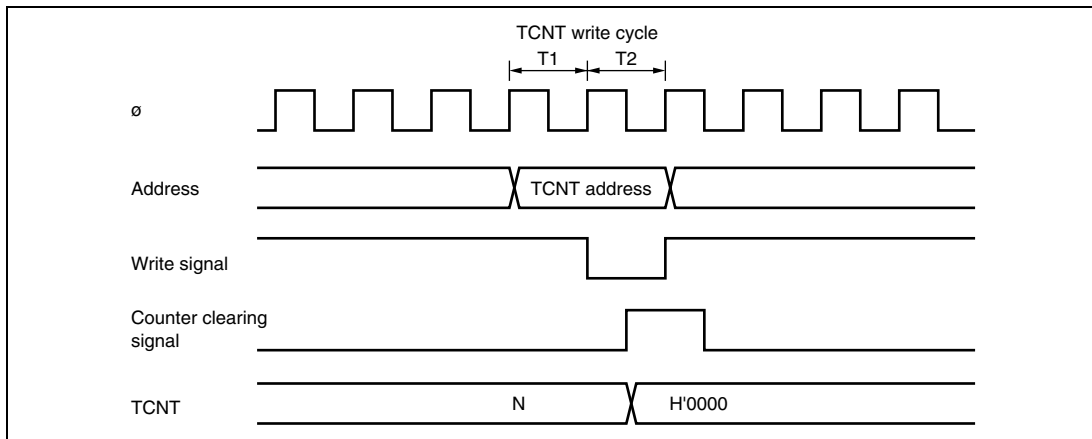 TCNT write cycle
T1 T2
ø
Address
TCNT address
Write signal
Counter clearing
signal
TCNT
N
H'0000